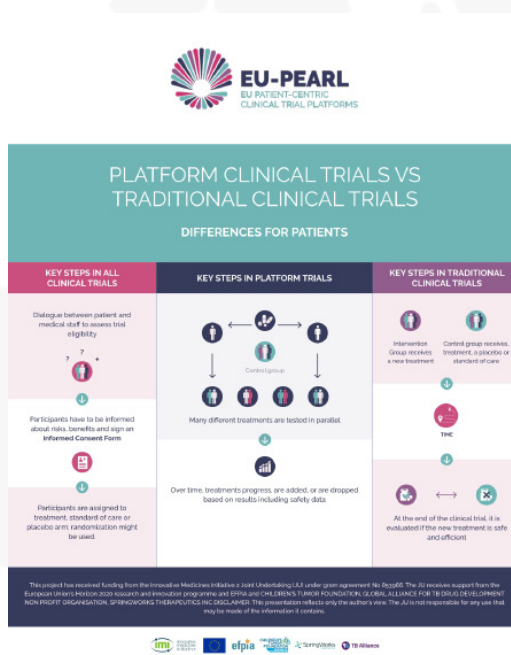 EU-PEARL
EU PATIENT-CENTRIC
CLINICAL TRIAL PLATFORMS
PLATFORM CLINICAL TRIALS VS
TRADITIONAL CLINICAL TRIALS
DIFFERENCES FOR PATIENTS
KEY STEPS IN ALL
CLINICAL TRIALS
Dialogue between patient and
medical staff to assess trial
eligibility
? ?
Participants have to be informed
about risks, benefits and sign an
Informed Consent Form
Participants are assigned to
treatment, standard of care or
placebo arm; randomization might
be used.
KEY STEPS IN PLATFORM TRIALS
Control group
Many different treatments are tested in parallel
Over time, treatments progress, are added, or are dropped
based on results including safety data
KEY STEPS IN TRADITIONAL
CLINICAL TRIALS
Intervention
Group receives
a new treatment
Control group receives,
treatment, a placebo or
standard of care
TIME
At the end of the clinical trial, it is
evaluated if the new treatment is safe
and efficient
This project has received funding from the Innovative Medicines Initiative 2 Joint Undertaking (JU) under grant agreement No 853966. The JU receives support from the
European Union's Horizon 2020 research and innovation programme and EFPIA and CHILDREN'S TUMOR FOUNDATION, GLOBAL ALLIANCE FOR TB DRUG DEVELOPMENT
NON PROFIT ORGANISATION, SPRINGWORKS THERAPEUTICS INC. DISCLAIMER. This presentation reflects only the author's view. The JU is not responsible for any use that
may be made of the information it contains.
imi
innovative
medicines
initiative
efpia
SpringWorks
TB Alliance